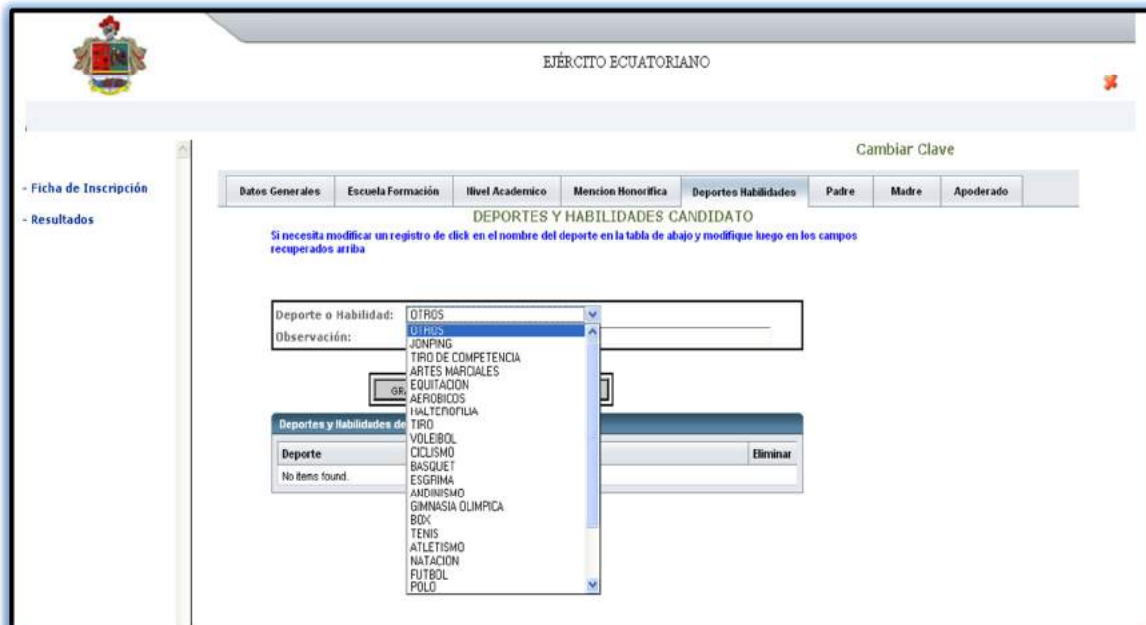 EJÉRCITO ECUATORIANO
Cambiar Clave
- Ficha de Inscripción
- Resultados
Datos Generales Escuela Formación Nivel Academico Mencion Honorifica Deportes Habilidades Padre Madre Apoderado
DEPORTES Y HABILIDADES CANDIDATO
Si necesita modificar un registro de click en el nombre del deporte en la tabla de abajo y modifique luego en los campos
recuperados arriba
Deporte o Habilidad: OTROS
Observación:
OTROS
JONPING
TIRO DE COMPETENCIA
ARTES MARCIALES
EQUITACION
AEROBICOS
HALTEROFILIA
TIRO
VOLEIBOL
CICLISMO
BASQUET
ESGRIMA
ANDINISMO
GIMNASIA OLIMPICA
BOX
TENIS
ATLETISMO
NATACION
FUTBOL
POLO
Deportes y Habilidades
Deporte Eliminar
No items found.